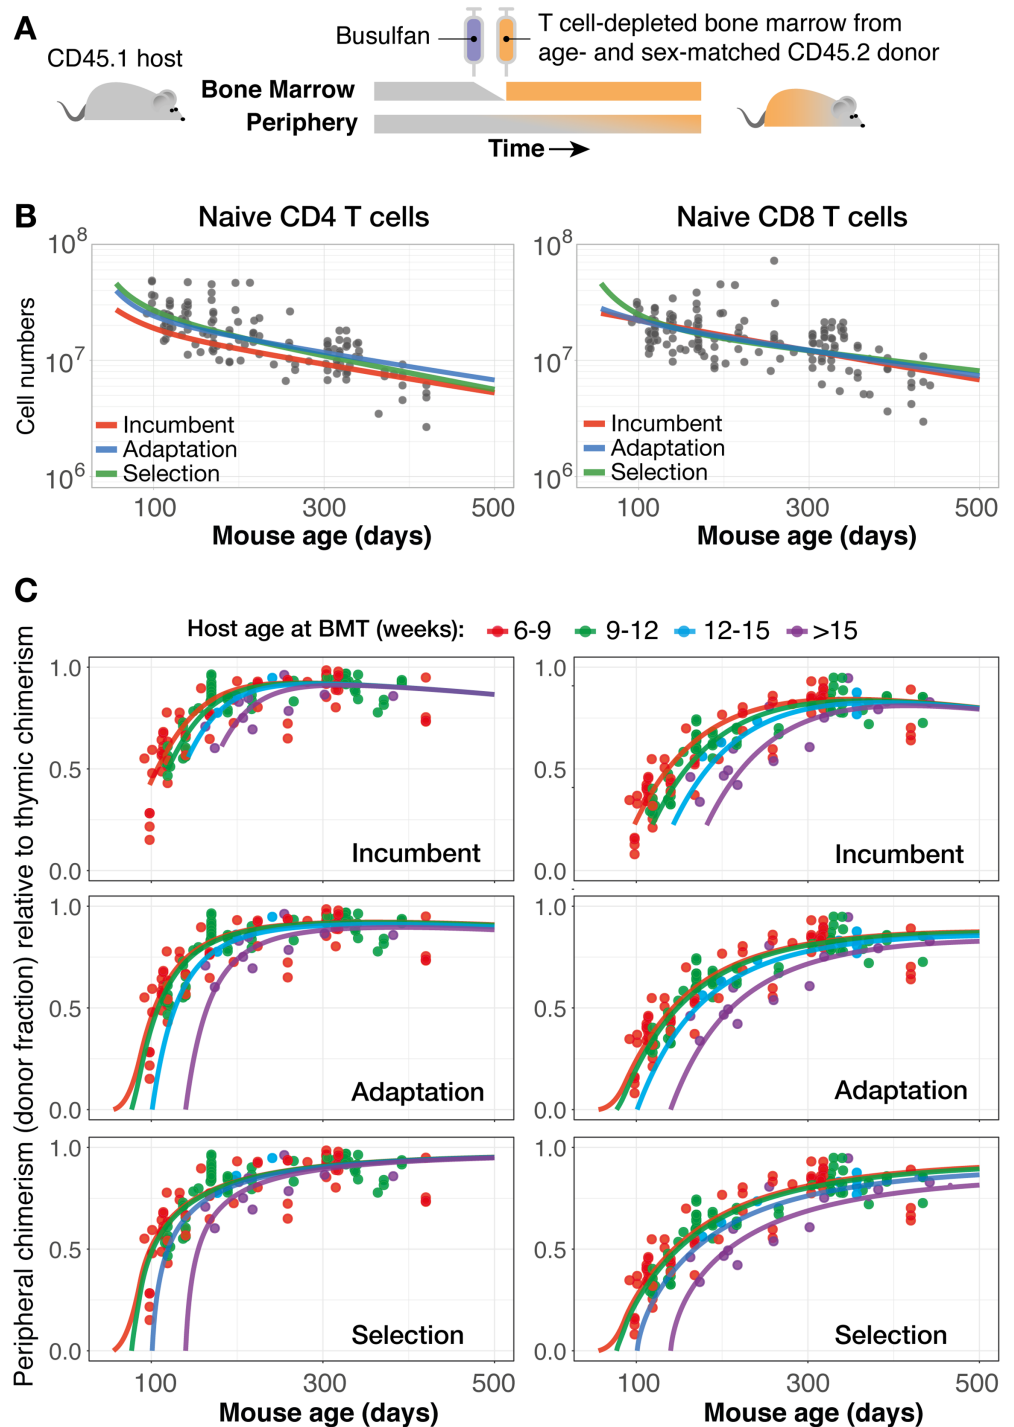 A
CD45.1 host
Busulfan
T cell-depleted bone marrow from
age- and sex-matched CD45.2 donor
Bone Marrow
Periphery
Time
B
Naive CD4 T cells
Naive CD8 T cells
Cell numbers
10^8
10^7
10^6
Incumbent
Adaptation
Selection
100
300
500
Mouse age (days)
10^8
10^7
10^6
Incumbent
Adaptation
Selection
100
300
500
Mouse age (days)
C
Host age at BMT (weeks): 6-9 9-12 12-15 >15
Peripheral chimerism (donor fraction) relative to thymic chimerism
1.0
0.5
0.0
Incumbent
1.0
0.5
0.0
Incumbent
1.0
0.5
0.0
Adaptation
1.0
0.5
0.0
Adaptation
1.0
0.5
0.0
Selection
1.0
0.5
0.0
Selection
100
300
500
Mouse age (days)
100
300
500
Mouse age (days)